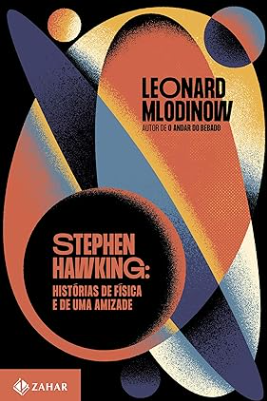 LEONARD
MLODINOW
AUTOR DE O ANDAR DO BÊBADO
STEPHEN
HAWKING:
HISTÓRIAS DE FÍSICA
E DE UMA AMIZADE
ZAHAR